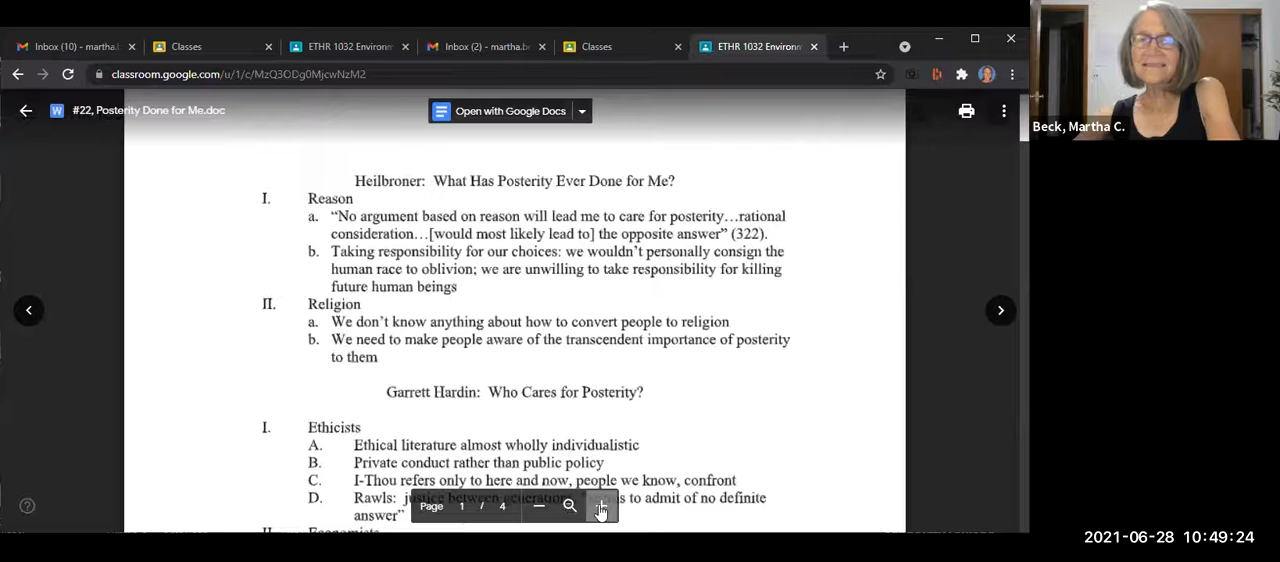 Inbox (10) - martha.b
Classes
ETHR 1032 Environm
Inbox (2) - martha.be
Classes
ETHR 1032 Environm
classroom.google.com/u/1/c/MzQ3ODg0MjcwNzM2
#22, Posterity Done for Me.doc
Open with Google Docs
Beck, Martha C.
Heilbroner: What Has Posterity Ever Done for Me?
I. Reason
a. “No argument based on reason will lead me to care for posterity…rational
consideration…[would most likely lead to] the opposite answer” (322).
b. Taking responsibility for our choices: we wouldn’t personally consign the
human race to oblivion; we are unwilling to take responsibility for killing
future human beings
II. Religion
a. We don’t know anything about how to convert people to religion
b. We need to make people aware of the transcendent importance of posterity
to them
Garrett Hardin: Who Cares for Posterity?
I. Ethicists
A. Ethical literature almost wholly individualistic
B. Private conduct rather than public policy
C. I-Thou refers only to here and now, people we know, confront
D. Rawls: justice between generations to admit of no definite
answer”
II. Economists
Page 1 / 4
2021-06-28 10:49:24